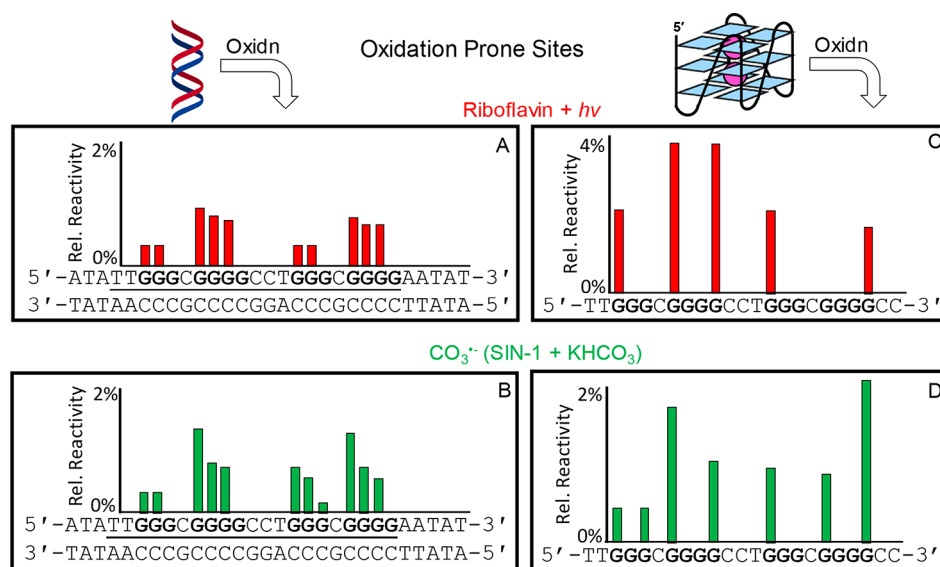 Oxidn
Oxidation Prone Sites
5′
Oxidn
Riboflavin + hv
A
Rel. Reactivity
2%
0%
5′-ATATTGGGCGGGGCCTGGGCGGGGAATAT-3′
3′-TATAACCCGCCCCGGACCCGCCCCTTATA-5′
C
Rel. Reactivity
4%
0%
5′-TTGGGCGGGGCCTGGGCGGGGCC-3′
CO₃•- (SIN-1 + KHCO₃)
B
Rel. Reactivity
2%
0%
5′-ATATTGGGCGGGGCCTGGGCGGGGAATAT-3′
3′-TATAACCCGCCCCGGACCCGCCCCTTATA-5′
D
Rel. Reactivity
2%
0%
5′-TTGGGCGGGGCCTGGGCGGGGCC-3′